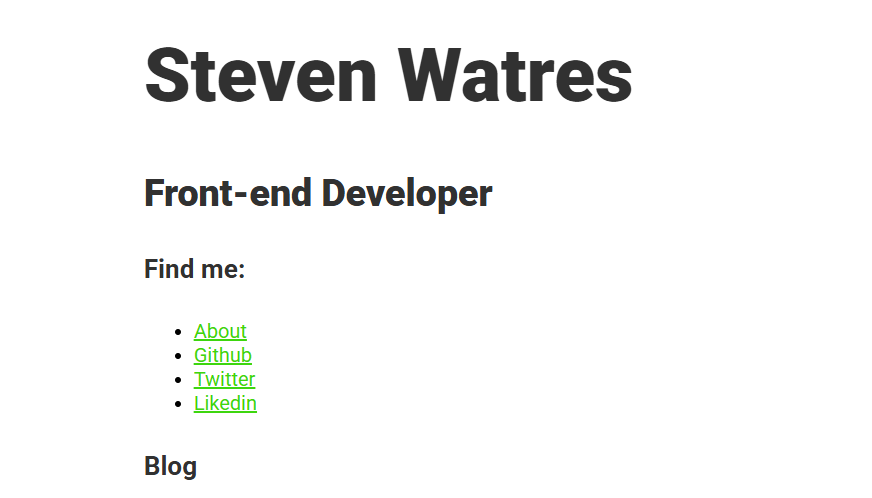 Steven Watres
Front-end Developer
Find me:
About
Github
Twitter
Likedin
Blog